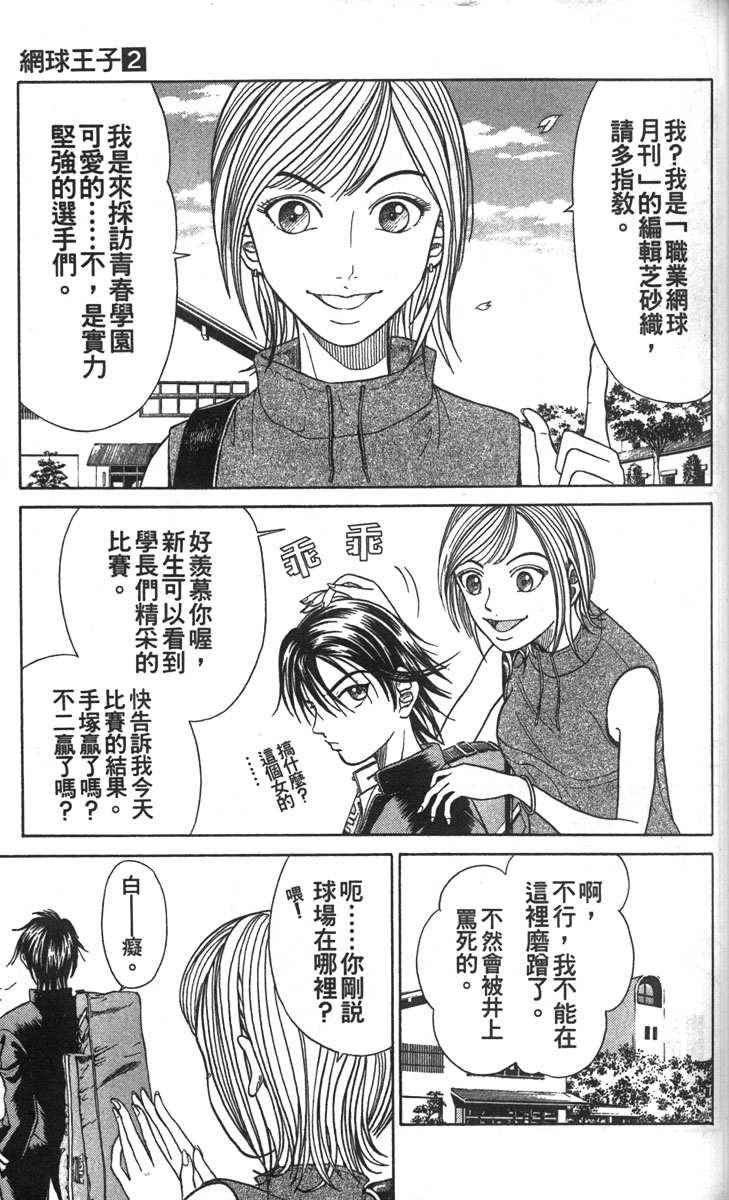 網球王子2
我？我是「職業網球
月刊」的編輯芝砂織，
請多指教。
我是來採訪青春學園
可愛的……不，是實力
堅強的選手們。
乖乖
好羨慕你喔，
新生可以看到
學長們精采的
比賽。
快告訴我今天
比賽的結果。
手塚贏了嗎？
不二贏了嗎？
搞什麼？
這個女的
……
啊，
不行，我不能在
這裡磨蹭了。
不然會被井上
罵死的。
呃……你剛說
球場在哪裡？
喂！
白──癡。